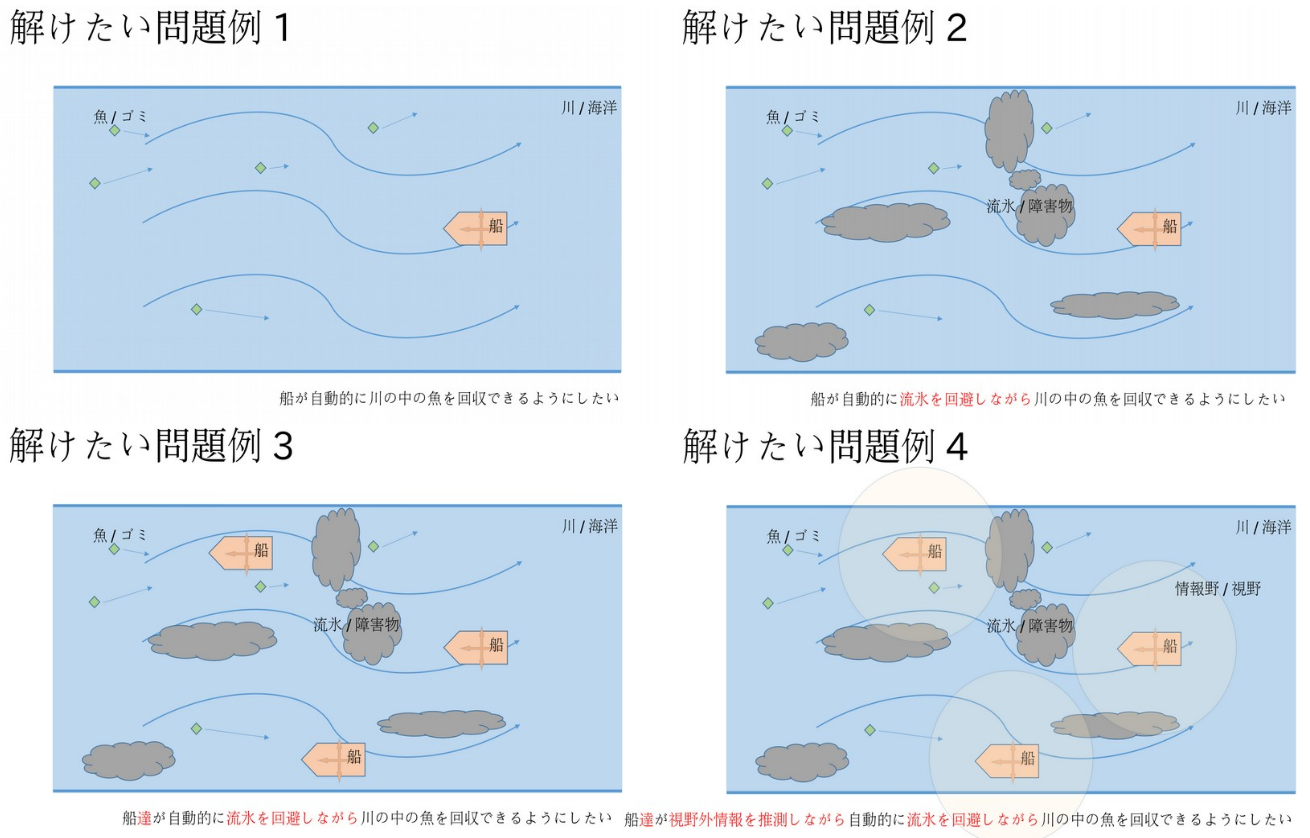 解けたい問題例 1
魚 / ゴミ
川 / 海洋
船
船が自動的に川の中の魚を回収できるようにしたい
解けたい問題例 2
魚 / ゴミ
川 / 海洋
流氷 / 障害物
船
船が自動的に流氷を回避しながら川の中の魚を回収できるようにしたい
解けたい問題例 3
魚 / ゴミ
川 / 海洋
船
流氷 / 障害物
船
船
船達が自動的に流氷を回避しながら川の中の魚を回収できるようにしたい
解けたい問題例 4
魚 / ゴミ
川 / 海洋
船
情報野 / 視野
流氷 / 障害物
船
船
船達が視野外情報を推測しながら自動的に流氷を回避しながら川の中の魚を回収できるようにしたい